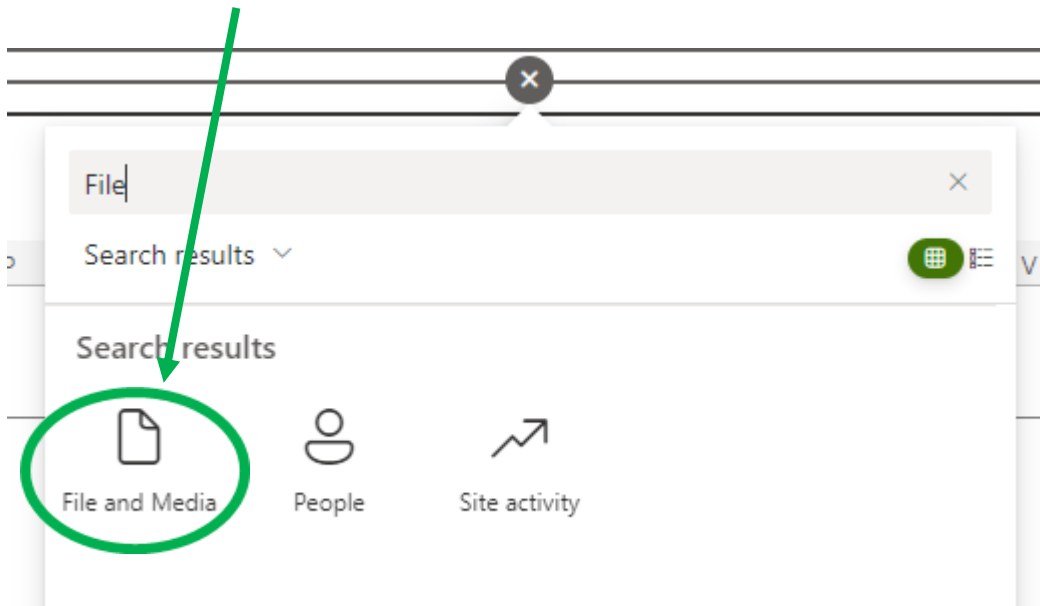 File
Search results
V
Search results
File and Media
People
Site activity